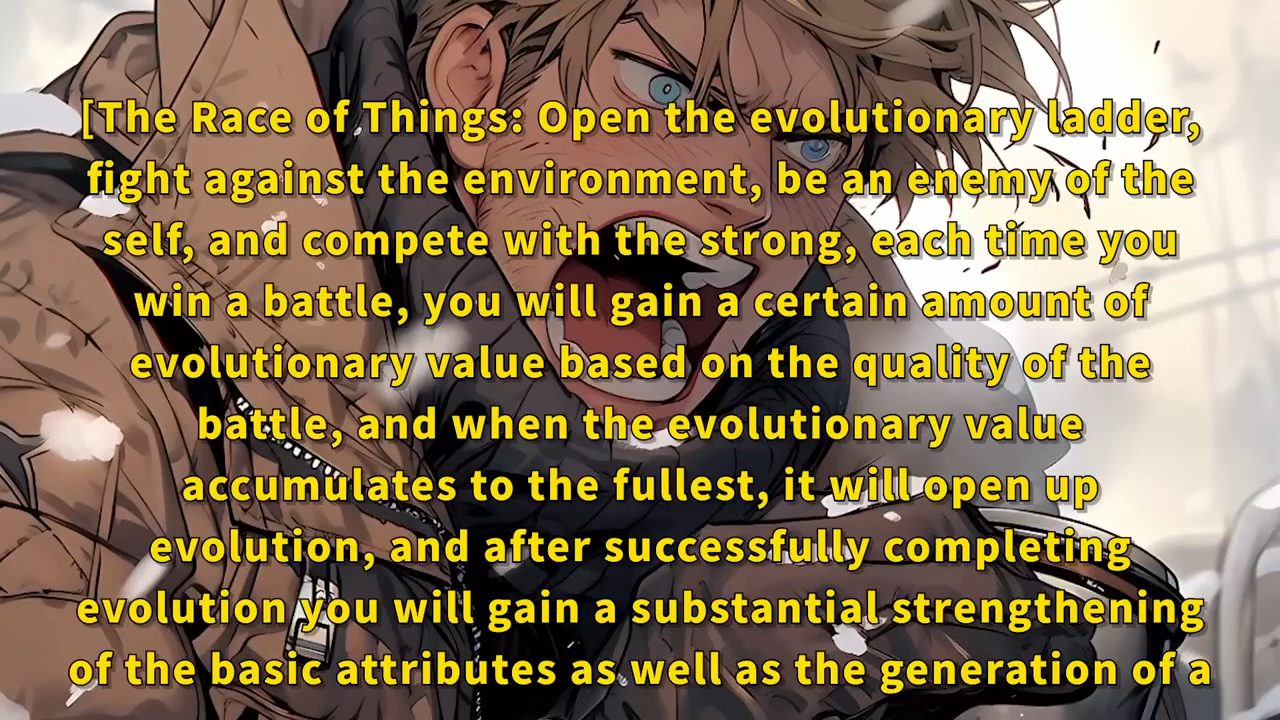 [The Race of Things: Open the evolutionary ladder,
fight against the environment, be an enemy of the
self, and compete with the strong, each time you
win a battle, you will gain a certain amount of
evolutionary value based on the quality of the
battle, and when the evolutionary value
accumulates to the fullest, it will open up
evolution, and after successfully completing
evolution you will gain a substantial strengthening
of the basic attributes as well as the generation of a